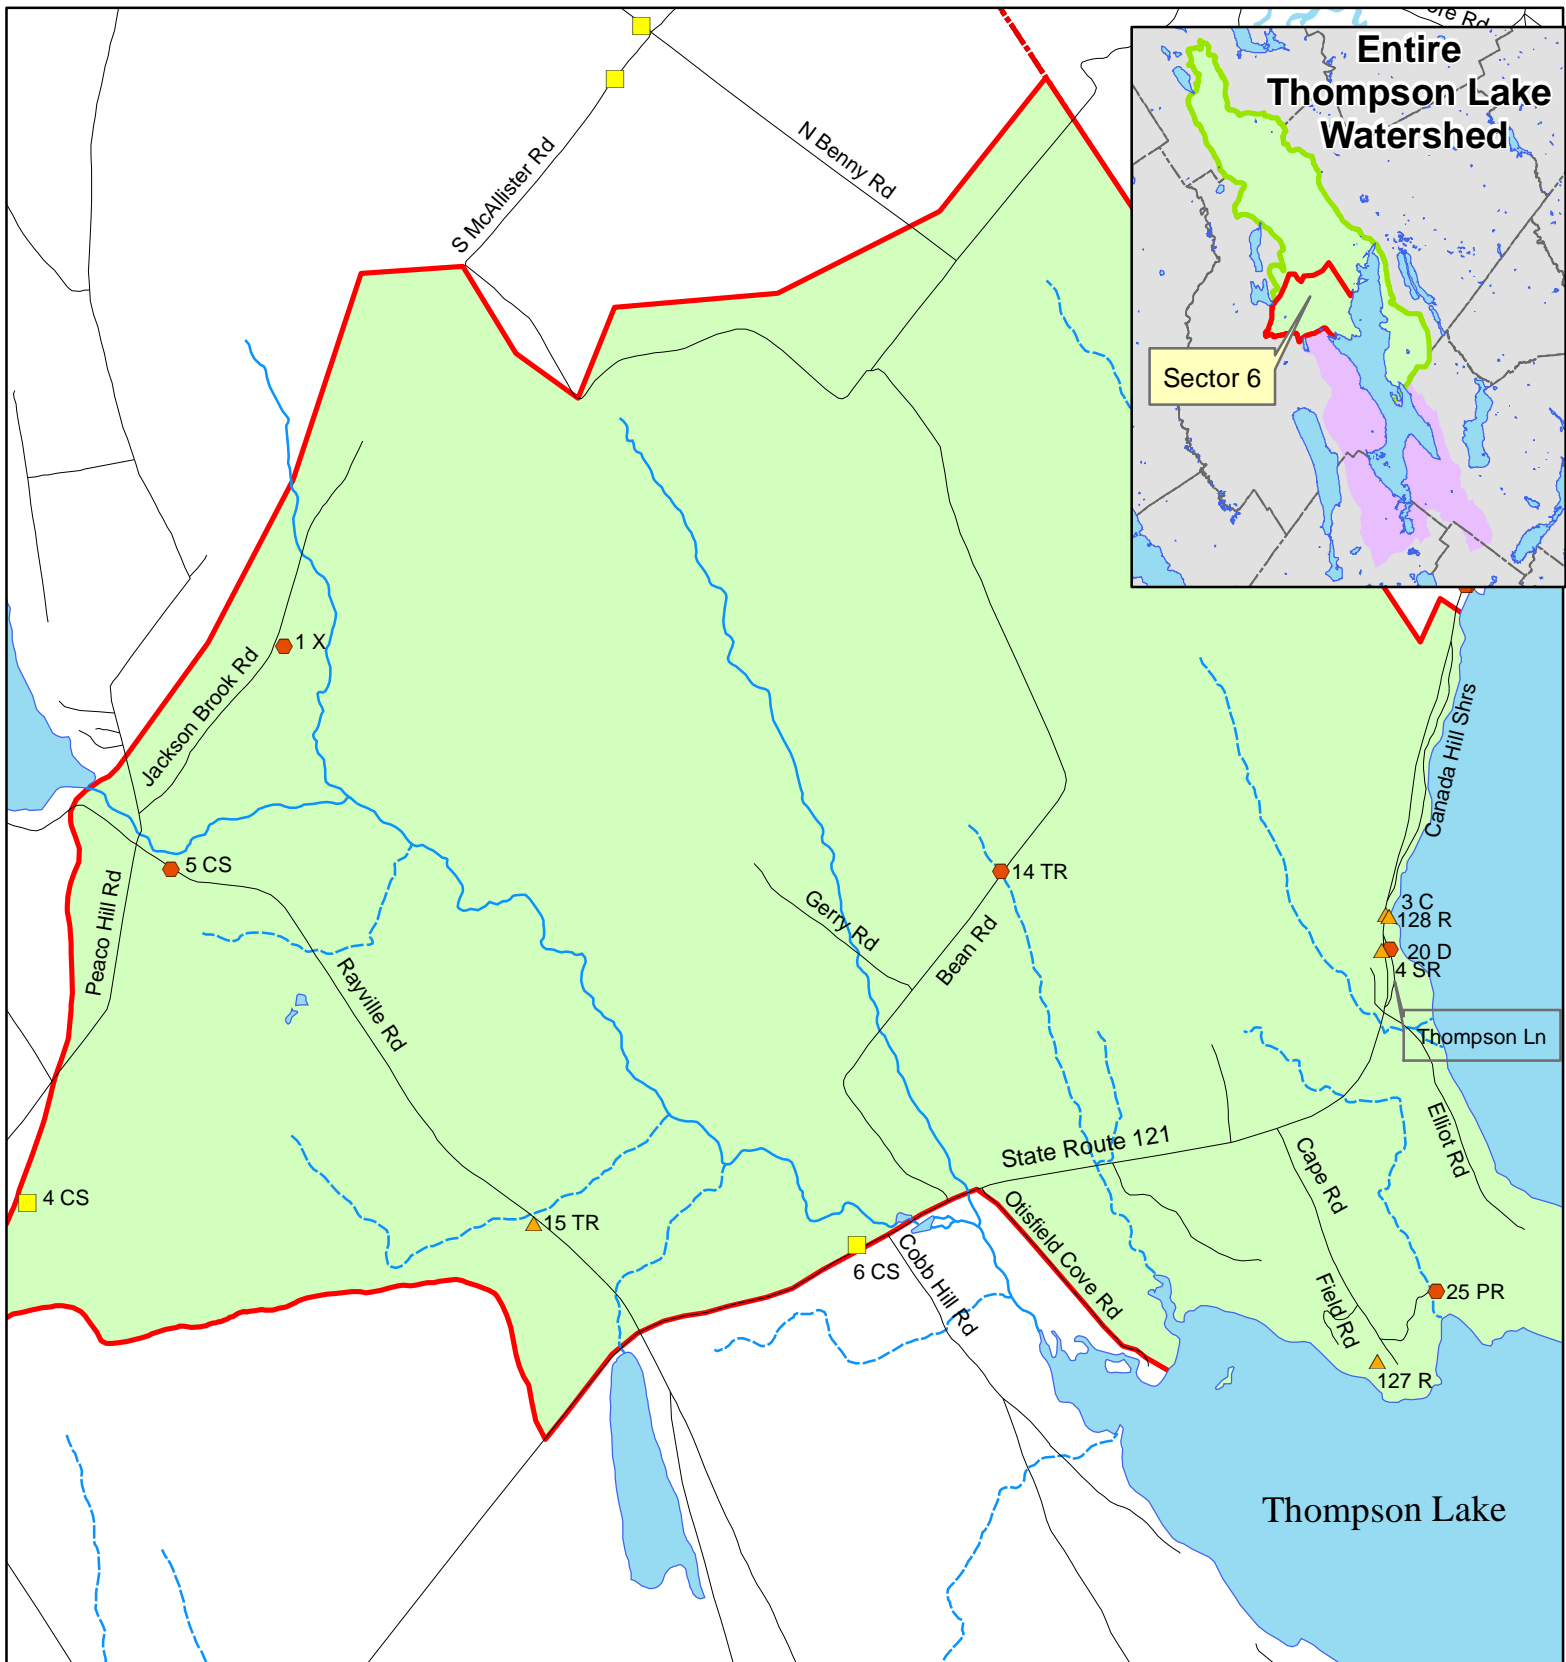 Entire
Thompson Lake
Watershed
Sector 6
S McAllister Rd
N Benny Rd
Jackson Brook Rd
1 X
5 CS
Peaco Hill Rd
Rayville Rd
Gerry Rd
Bean Rd
14 TR
Canada Hill Shrs
3 C
128 R
20 D
4 SR
Thompson Ln
Elliot Rd
State Route 121
Cape Rd
4 CS
15 TR
6 CS
Cobb Hill Rd
Otisfield Cove Rd
Field Rd
25 PR
127 R
Thompson Lake